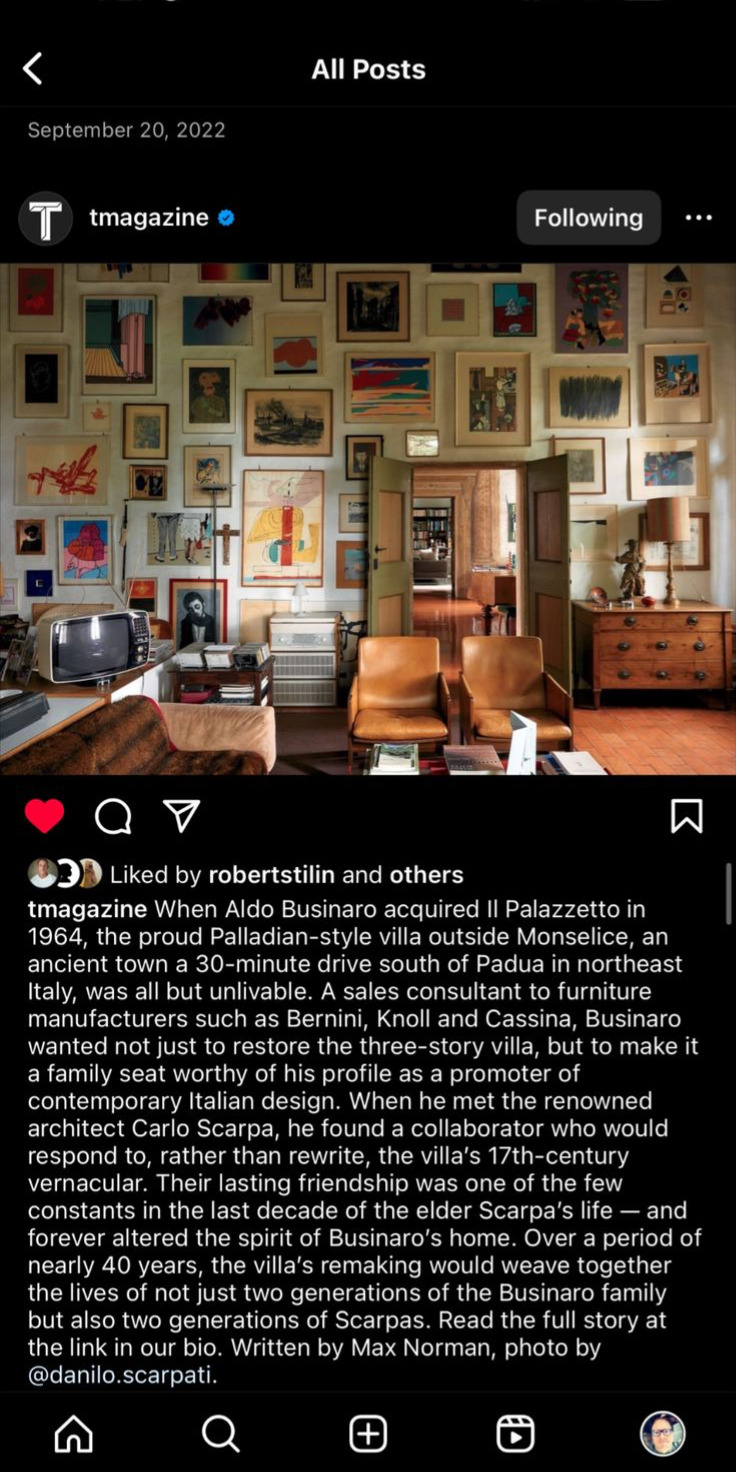 All Posts
September 20, 2022
T
tmagazine
Following
Liked by robertstilin and others
tmagazine When Aldo Businaro acquired Il Palazzetto in
1964, the proud Palladian-style villa outside Monselice, an
ancient town a 30-minute drive south of Padua in northeast
Italy, was all but unlivable. A sales consultant to furniture
manufacturers such as Bernini, Knoll and Cassina, Businaro
wanted not just to restore the three-story villa, but to make it
a family seat worthy of his profile as a promoter of
contemporary Italian design. When he met the renowned
architect Carlo Scarpa, he found a collaborator who would
respond to, rather than rewrite, the villa’s 17th-century
vernacular. Their lasting friendship was one of the few
constants in the last decade of the elder Scarpa’s life — and
forever altered the spirit of Businaro’s home. Over a period of
nearly 40 years, the villa’s remaking would weave together
the lives of not just two generations of the Businaro family
but also two generations of Scarpas. Read the full story at
the link in our bio. Written by Max Norman, photo by
@danilo.scarpati.